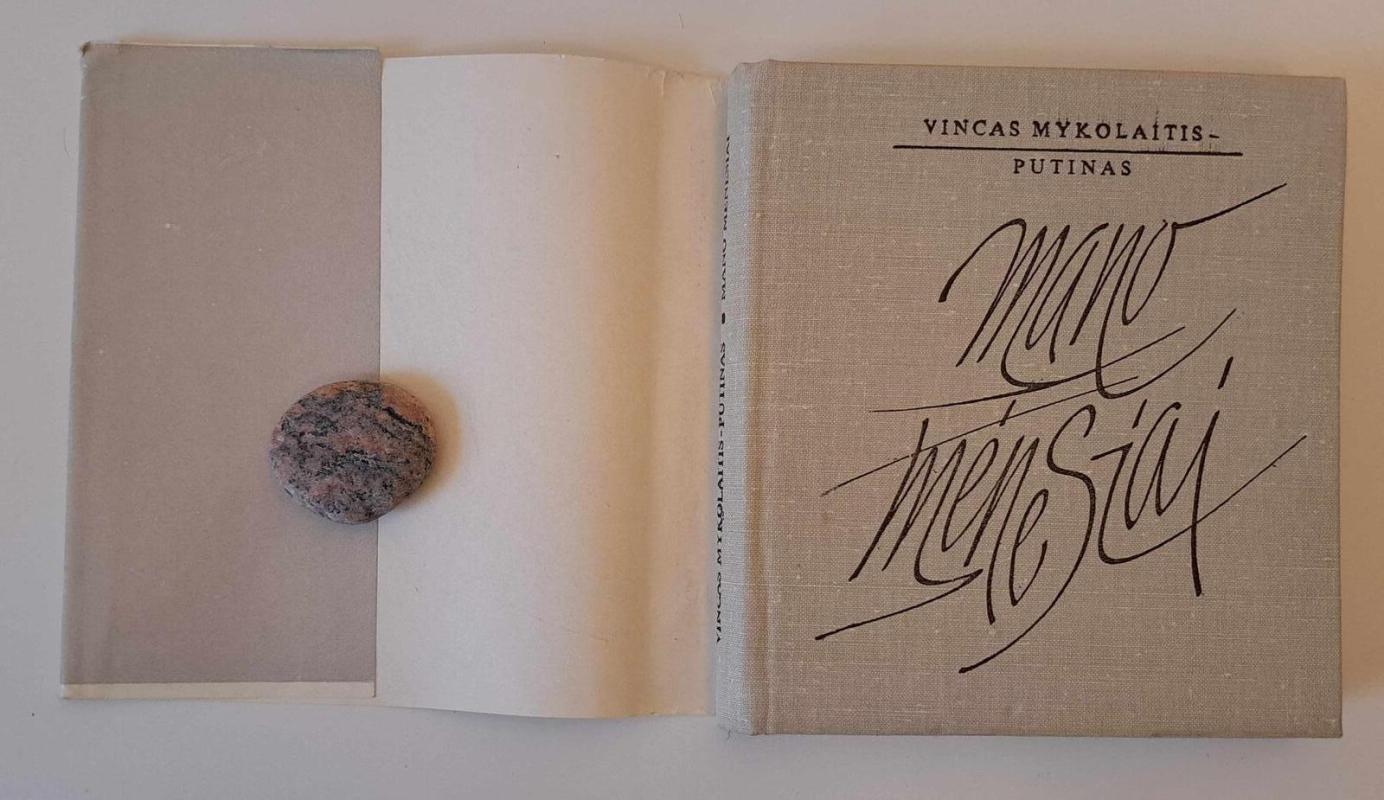 VINCAS MYKOLAITIS-PUTINAS • MANO MĖNESIAI
VINCAS MYKOLAITIS-
PUTINAS
mano
mėnesiai